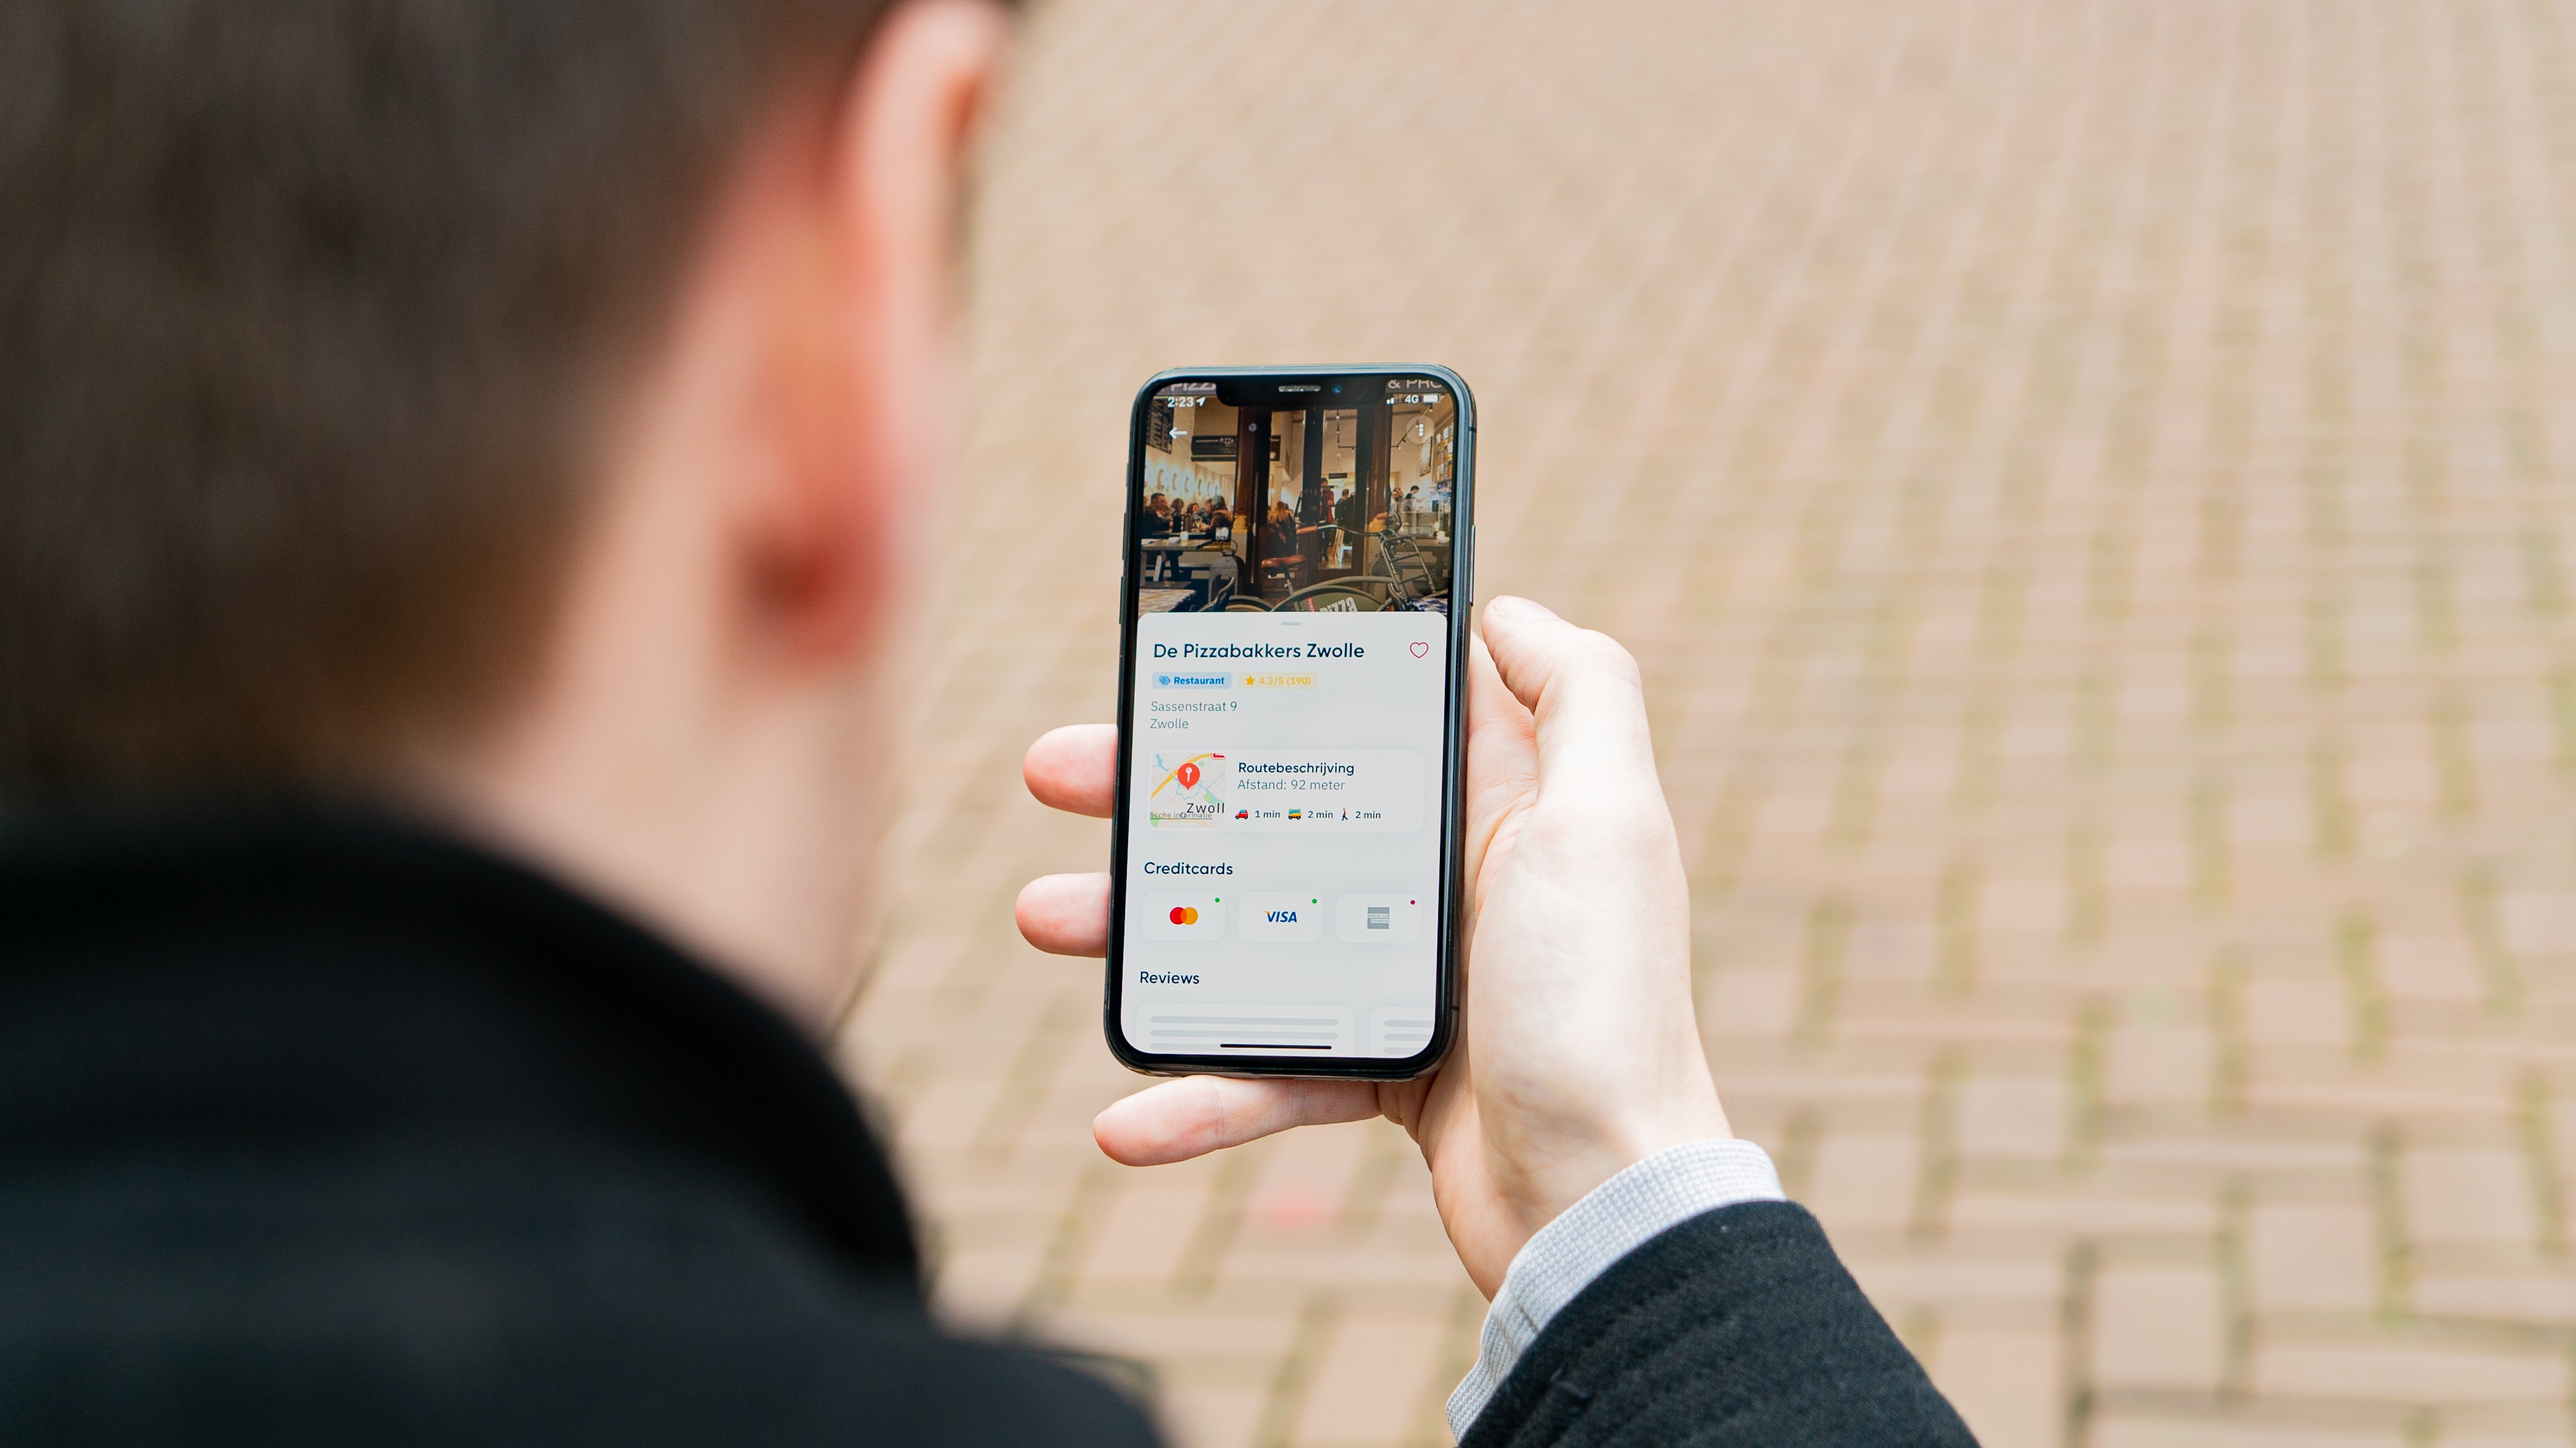 2:23
4G
PIZZA
De Pizzabakkers Zwolle
Restaurant
4.3/5 (190)
Sassenstraat 9
Zwolle
Routebeschrijving
Afstand: 92 meter
Zwoll
1 min 2 min 2 min
Creditcards
VISA
Reviews